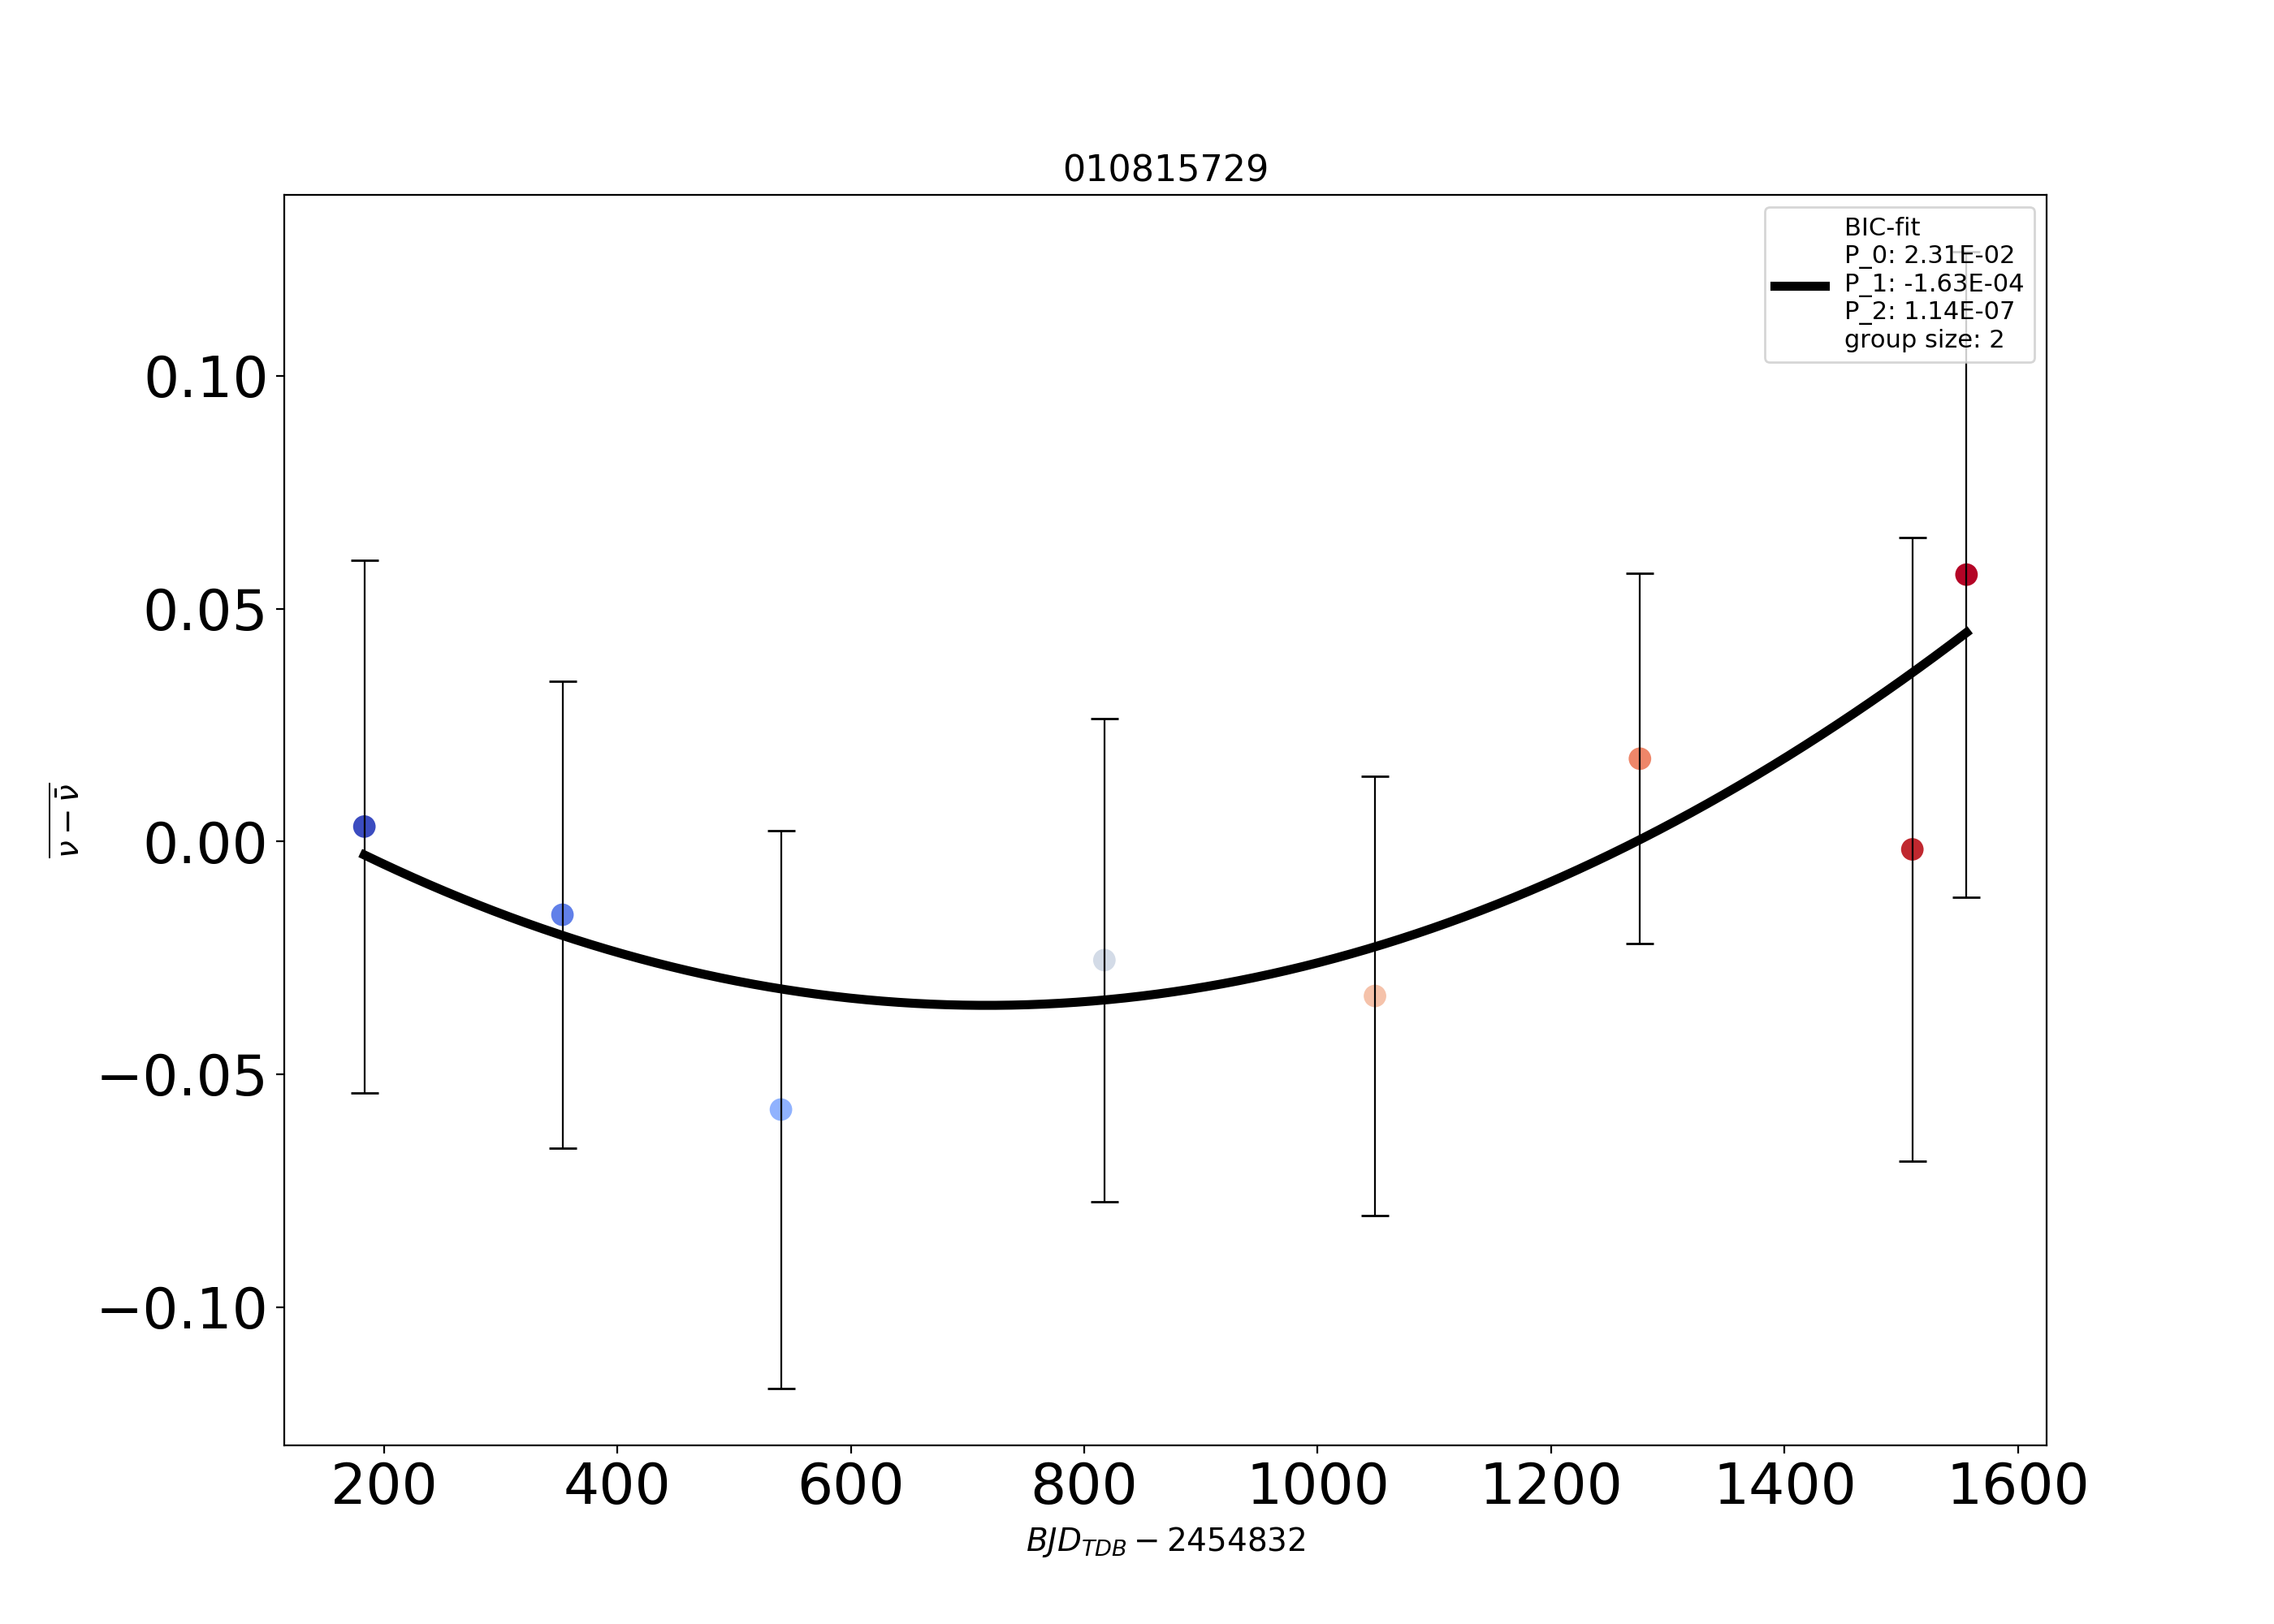 010815729
BIC-fit
P_0: 2.31E-02
P_1: -1.63E-04
P_2: 1.14E-07
group size: 2
0.10
0.05
0.00
−0.05
−0.10
ν − ν̄
200 400 600 800 1000 1200 1400 1600
BJD_TDB − 2454832